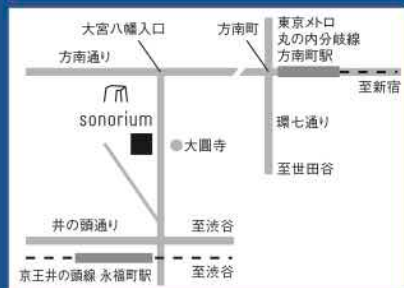 大宮八幡入口
方南町
東京メトロ
丸の内分岐線
方南町駅
方南通り
至新宿
sonorium
環七通り
大圓寺
至世田谷
井の頭通り
至渋谷
京王井の頭線 永福町駅
至渋谷